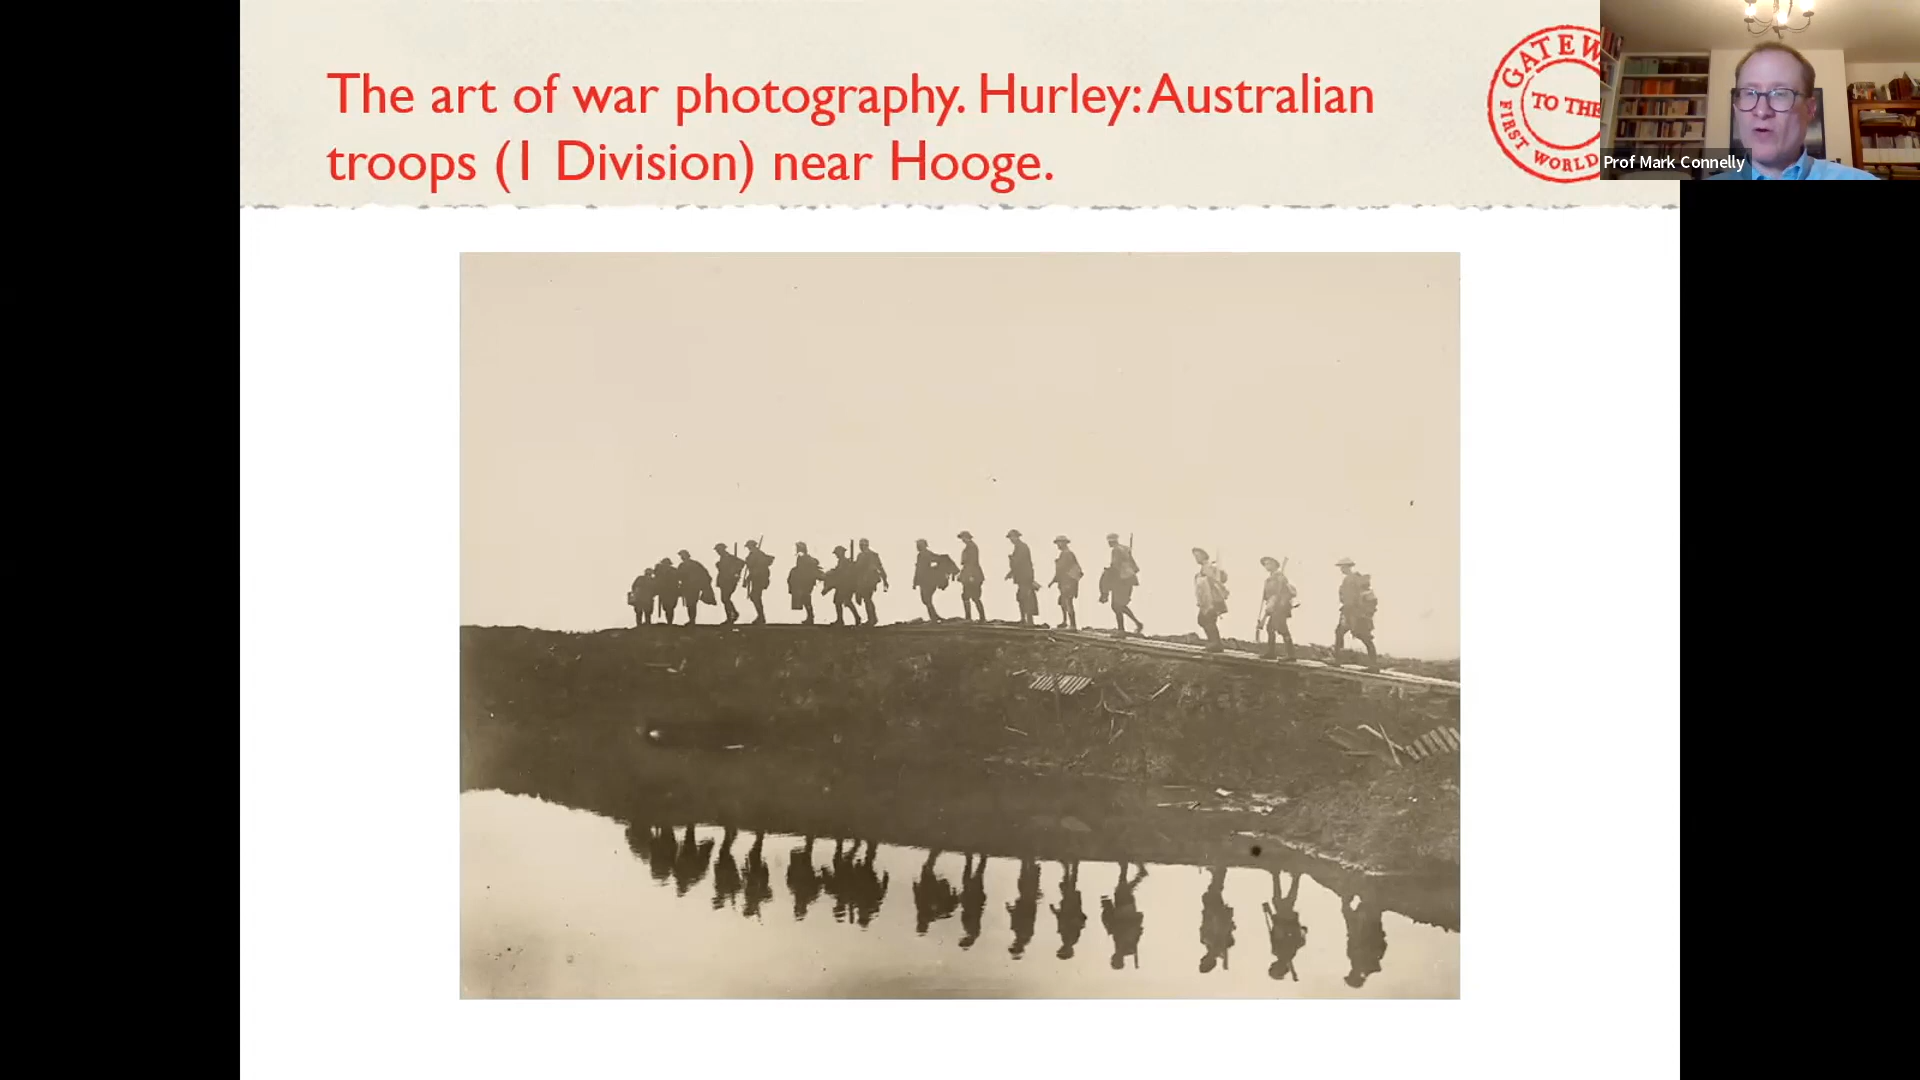 The art of war photography. Hurley: Australian
troops (1 Division) near Hooge.
GATEW
TO THE
FIRST WORLD
Prof Mark Connelly